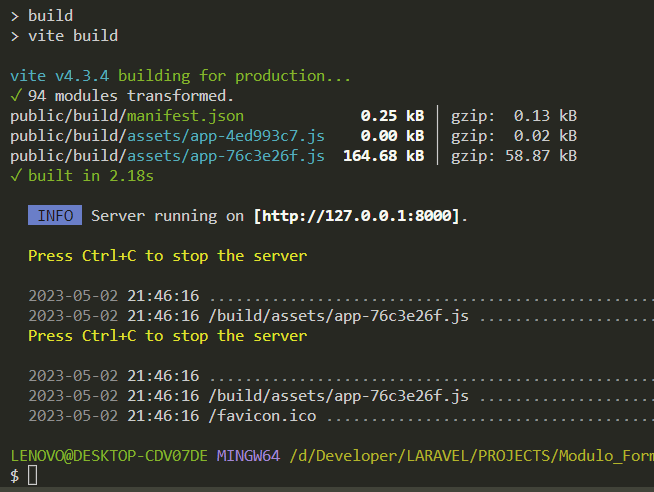 > build
> vite build
vite v4.3.4 building for production...
✓ 94 modules transformed.
public/build/manifest.json 0.25 kB │ gzip: 0.13 kB
public/build/assets/app-4ed993c7.js 0.00 kB │ gzip: 0.02 kB
public/build/assets/app-76c3e26f.js 164.68 kB │ gzip: 58.87 kB
✓ built in 2.18s
INFO Server running on [http://127.0.0.1:8000].
Press Ctrl+C to stop the server
2023-05-02 21:46:16 .................................................
2023-05-02 21:46:16 /build/assets/app-76c3e26f.js ...................
Press Ctrl+C to stop the server
2023-05-02 21:46:16 .................................................
2023-05-02 21:46:16 /build/assets/app-76c3e26f.js ...................
2023-05-02 21:46:16 /favicon.ico ....................................
LENOVO@DESKTOP-CDV07DE MINGW64 /d/Developer/LARAVEL/PROJECTS/Modulo_Form
$